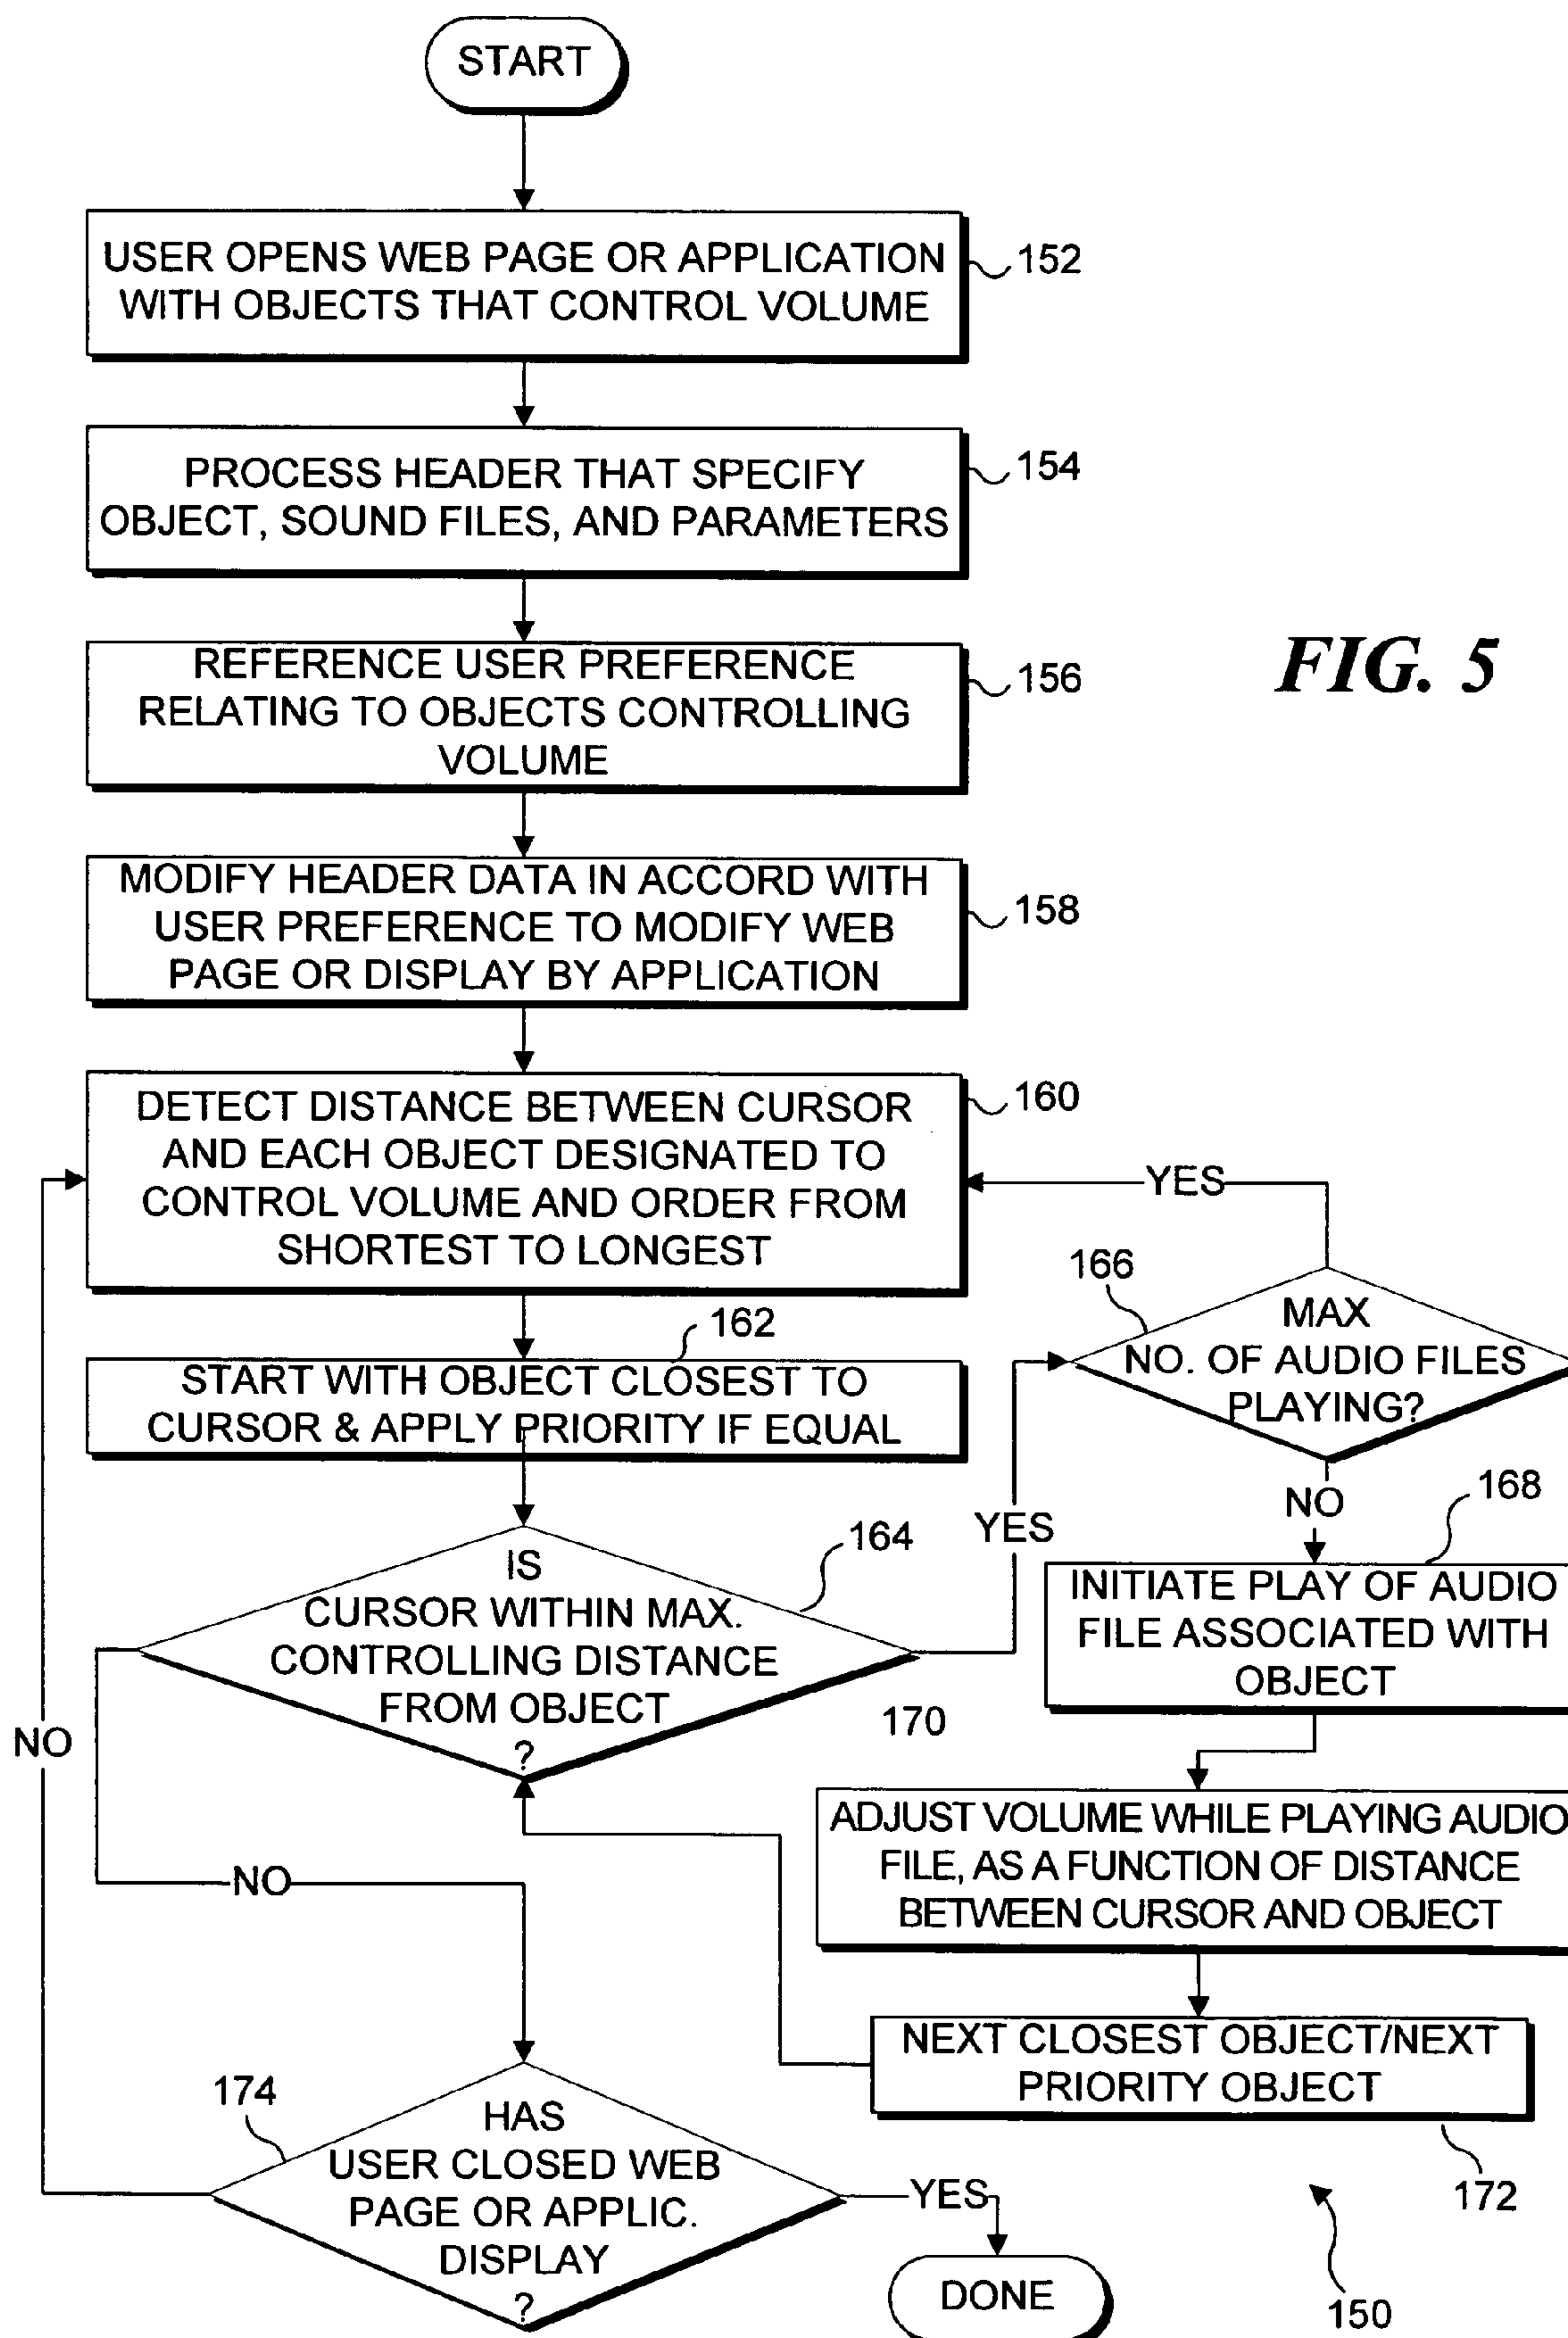 START
USER OPENS WEB PAGE OR APPLICATION
WITH OBJECTS THAT CONTROL VOLUME
152
PROCESS HEADER THAT SPECIFY
OBJECT, SOUND FILES, AND PARAMETERS
154
REFERENCE USER PREFERENCE
RELATING TO OBJECTS CONTROLLING
VOLUME
156
FIG. 5
MODIFY HEADER DATA IN ACCORD WITH
USER PREFERENCE TO MODIFY WEB
PAGE OR DISPLAY BY APPLICATION
158
DETECT DISTANCE BETWEEN CURSOR
AND EACH OBJECT DESIGNATED TO
CONTROL VOLUME AND ORDER FROM
SHORTEST TO LONGEST
160
YES
162
START WITH OBJECT CLOSEST TO
CURSOR & APPLY PRIORITY IF EQUAL
166
MAX
NO. OF AUDIO FILES
PLAYING?
NO
168
YES
164
IS
CURSOR WITHIN MAX.
CONTROLLING DISTANCE
FROM OBJECT
?
INITIATE PLAY OF AUDIO
FILE ASSOCIATED WITH
OBJECT
170
NO
ADJUST VOLUME WHILE PLAYING AUDIO
FILE, AS A FUNCTION OF DISTANCE
BETWEEN CURSOR AND OBJECT
NO
NEXT CLOSEST OBJECT/NEXT
PRIORITY OBJECT
172
174
HAS
USER CLOSED WEB
PAGE OR APPLIC.
DISPLAY
?
YES
DONE
150